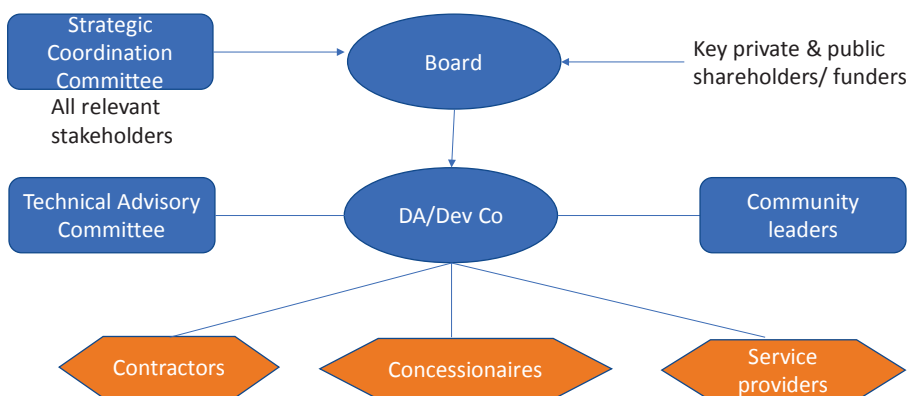 Strategic
Coordination
Committee
All relevant
stakeholders
Board
Key private & public
shareholders/ funders
Technical Advisory
Committee
DA/Dev Co
Community
leaders
Contractors
Concessionaires
Service
providers